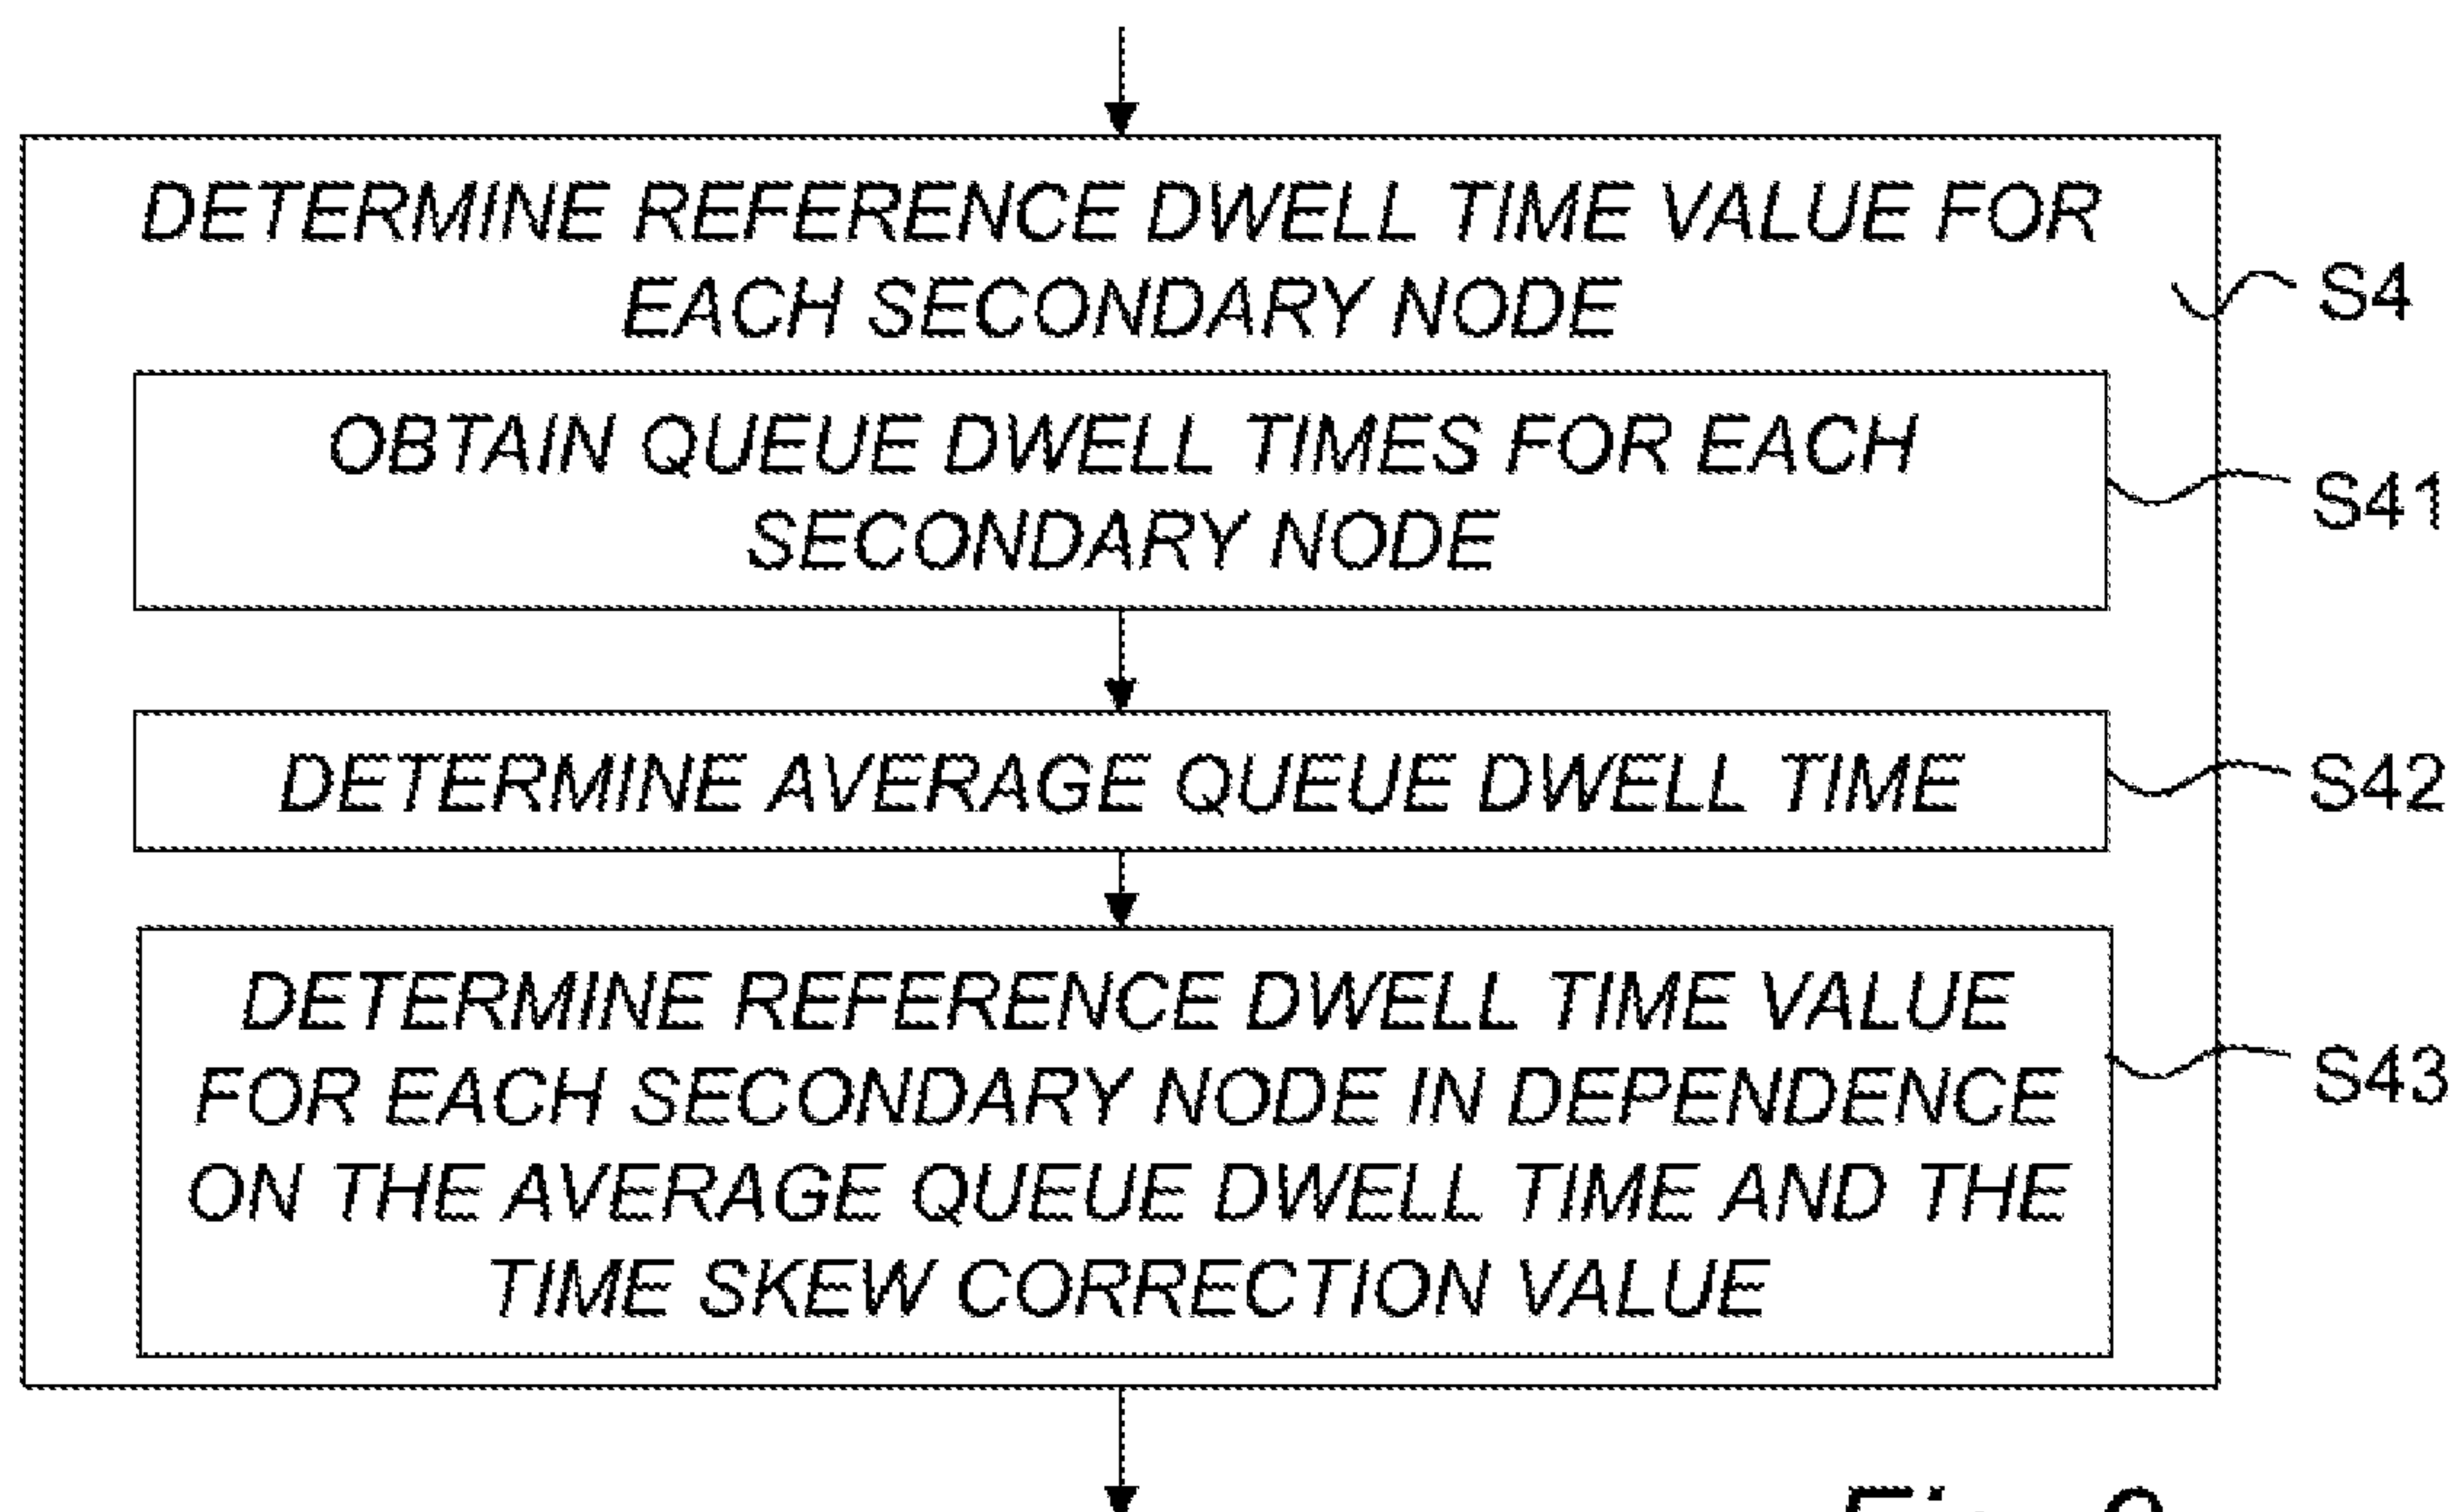 DETERMINE REFERENCE DWELL TIME VALUE FOR
EACH SECONDARY NODE
S4
OBTAIN QUEUE DWELL TIMES FOR EACH
SECONDARY NODE
S41
DETERMINE AVERAGE QUEUE DWELL TIME
S42
DETERMINE REFERENCE DWELL TIME VALUE
FOR EACH SECONDARY NODE IN DEPENDENCE
ON THE AVERAGE QUEUE DWELL TIME AND THE
TIME SKEW CORRECTION VALUE
S43